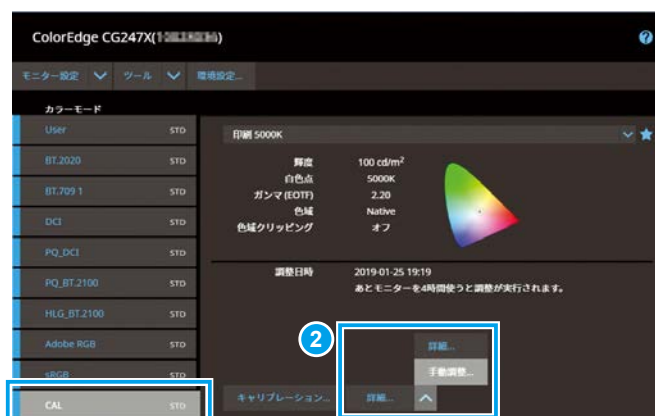 ColorEdge CG247X(
?
モニター設定 ツール 環境設定...
カラーモード
User STD
BT.2020 STD
BT.709 1 STD
DCI STD
PQ_DCI STD
PQ_BT.2100 STD
HLG_BT.2100 STD
Adobe RGB STD
sRGB STD
CAL STD
印刷 5000K
輝度 100 cd/m²
白色点 5000K
ガンマ (EOTF) 2.20
色域 Native
色域クリッピング オフ
調整日時 2019-01-25 19:19
あとモニターを4時間使うと調整が実行されます。
2
詳細...
手動調整...
キャリブレーション... 詳細...